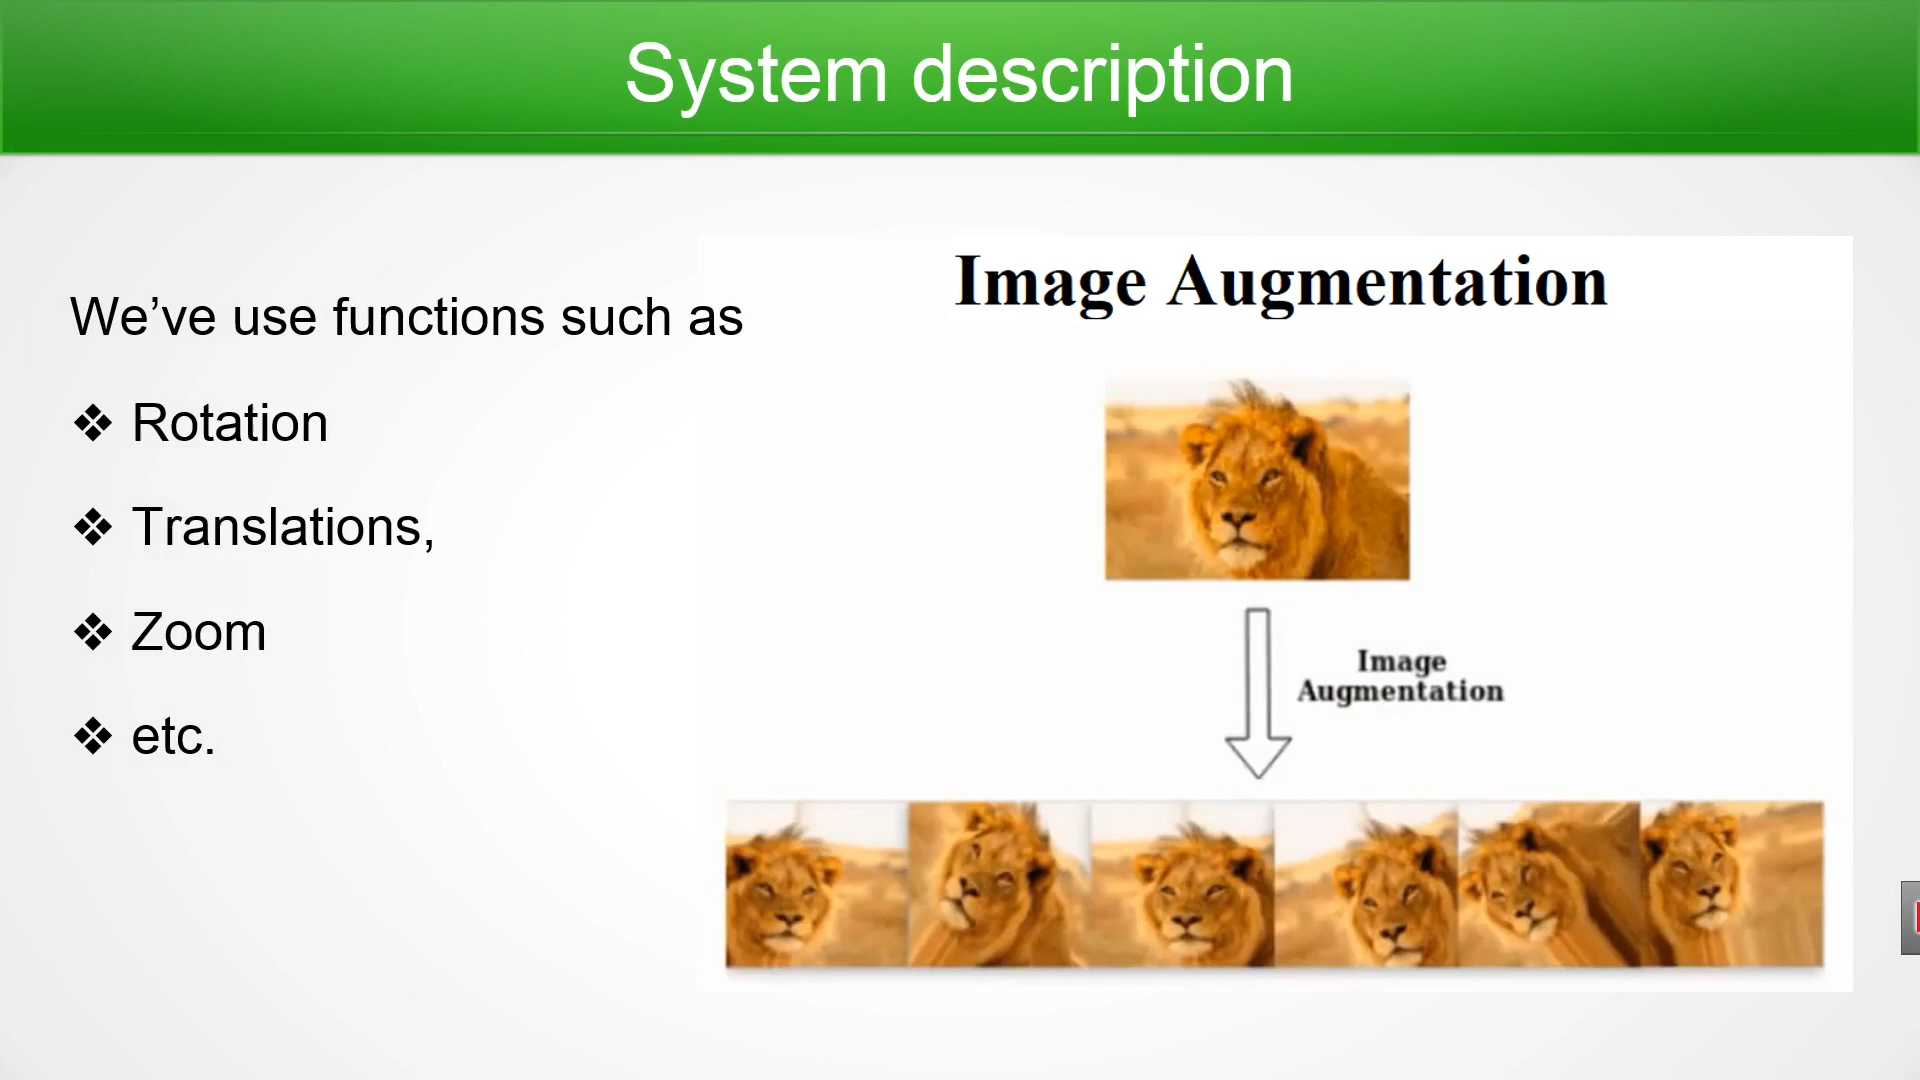 System description
We’ve use functions such as
❖ Rotation
❖ Translations,
❖ Zoom
❖ etc.
Image Augmentation
Image
Augmentation